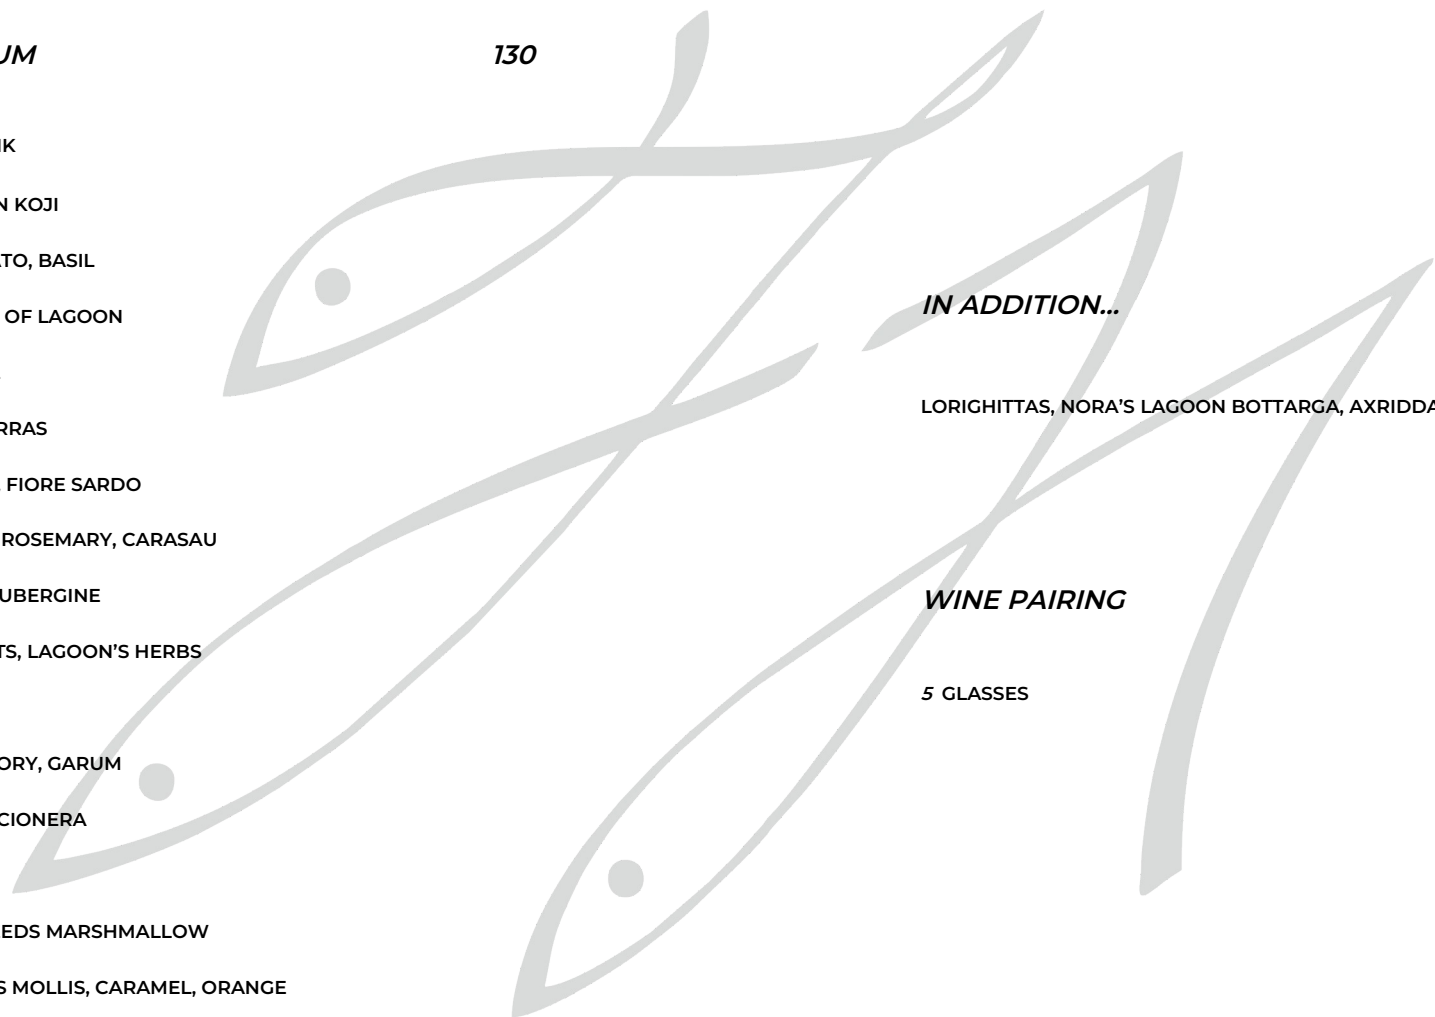 UM 130
IK
N KOJI
TO, BASIL
OF LAGOON
RRAS
FIORE SARDO
ROSEMARY, CARASAU
UBERGINE
TS, LAGOON’S HERBS
ORY, GARUM
CIONERA
EDS MARSHMALLOW
S MOLLIS, CARAMEL, ORANGE
IN ADDITION...
LORIGHITTAS, NORA’S LAGOON BOTTARGA, AXRIDDA
WINE PAIRING
5 GLASSES